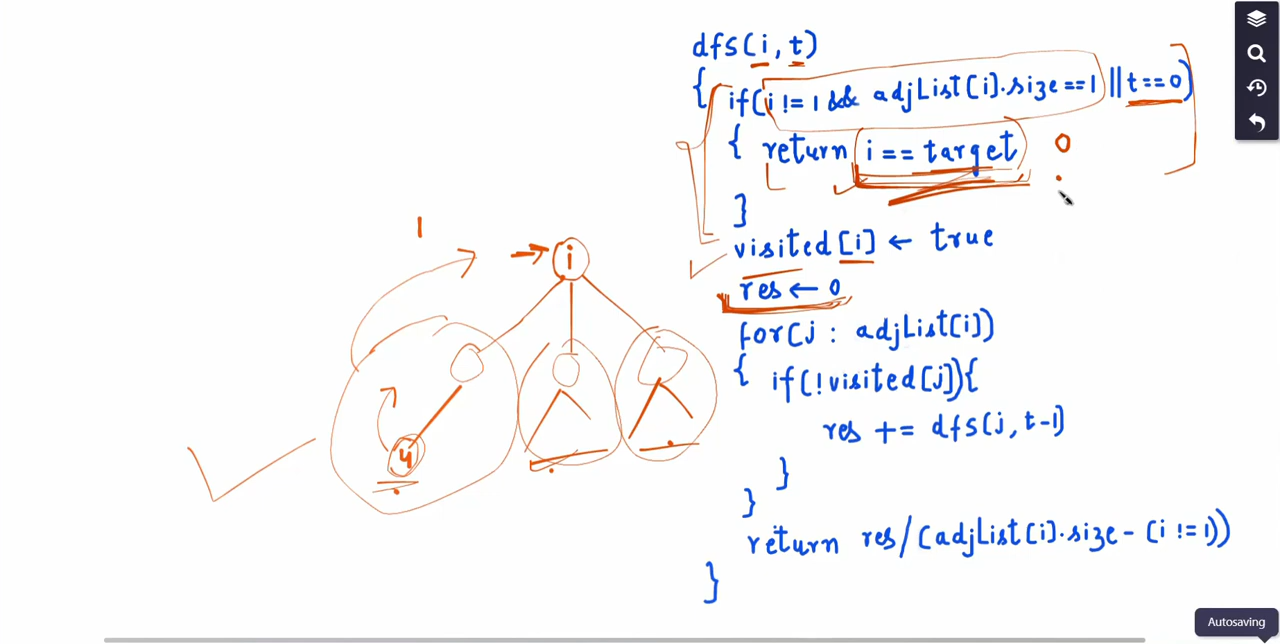 dfs(i, t)
{ if(i != 1 && adjList[i].size == 1 || t == 0)
{ return i == target 0
}
visited[i] ← true
res ← 0
for(j : adjList[i])
{ if(!visited[j]){
res += dfs(j, t-1)
}
}
return res/(adjList[i].size - (i != 1))
}
1
i
4
Autosaving